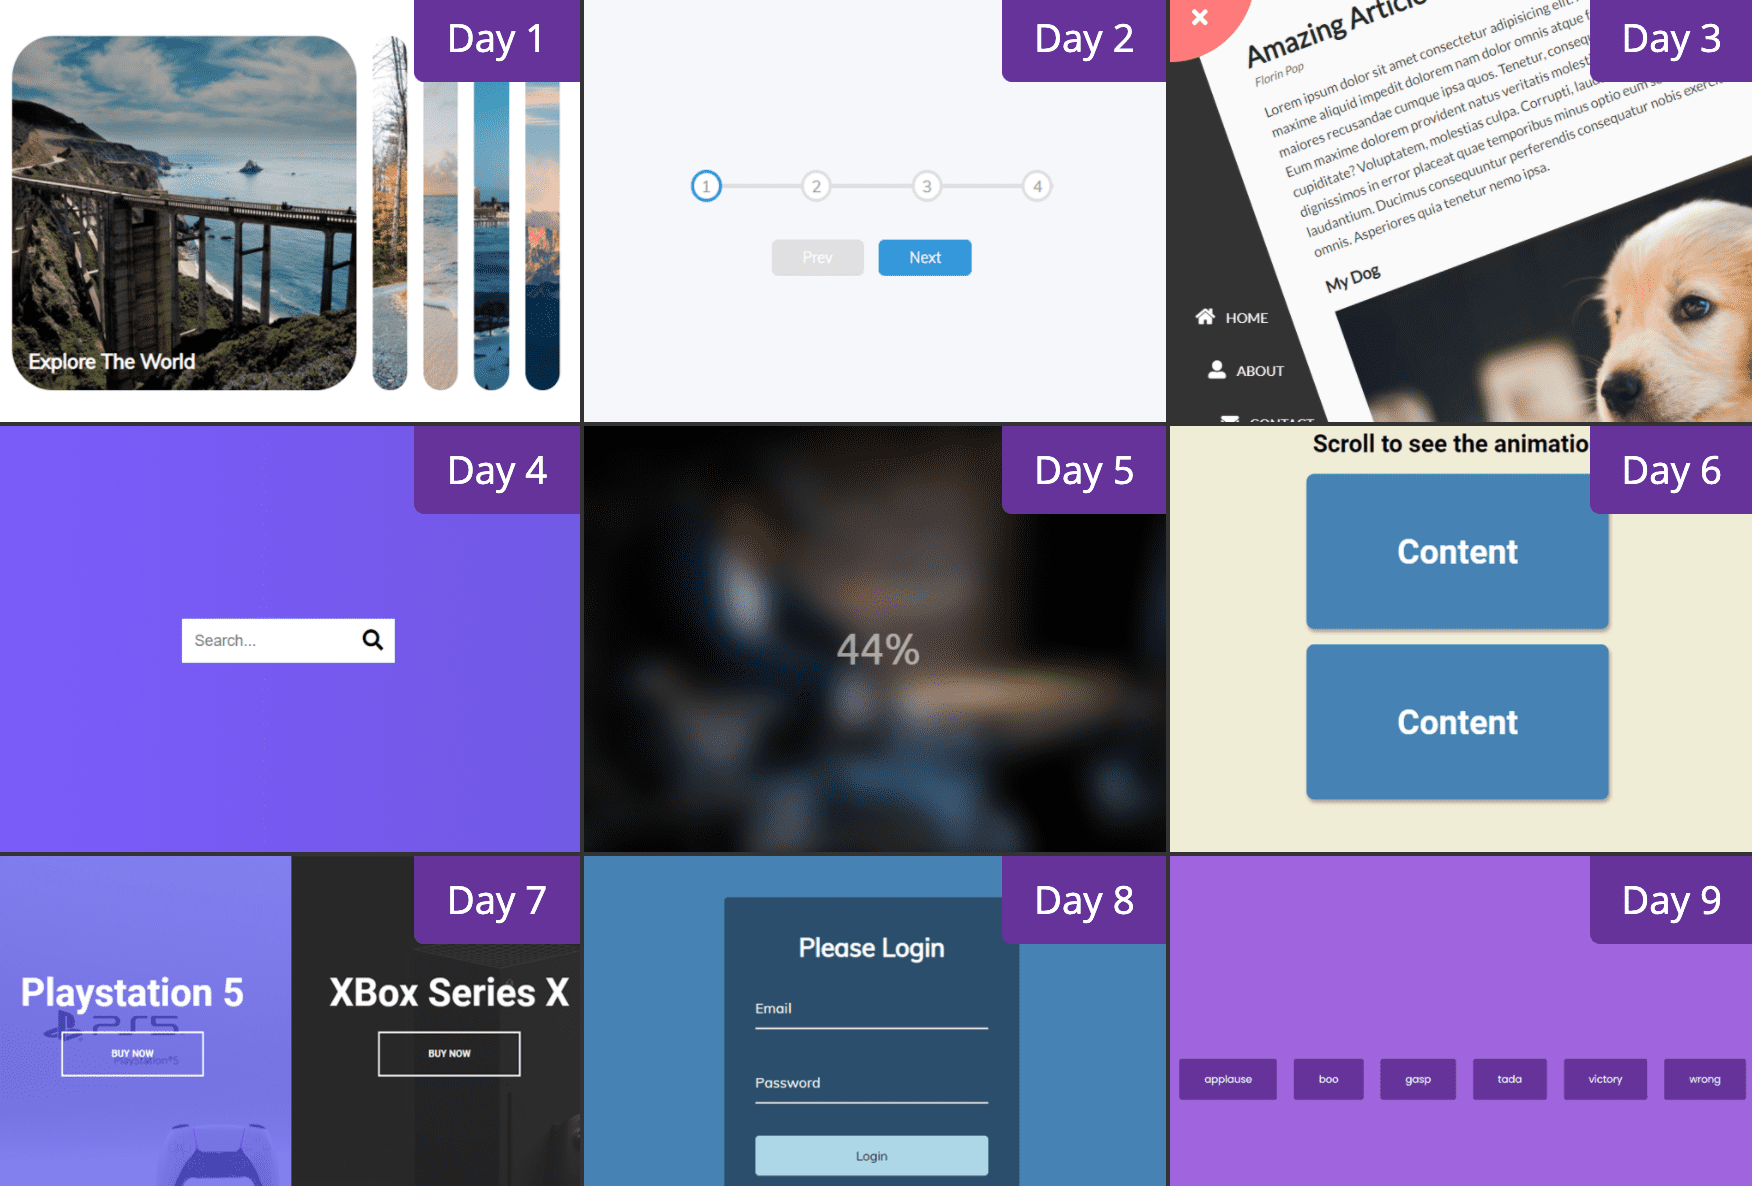 Day 1
Explore The World
Day 2
1 2 3 4
Prev Next
Day 3
Amazing Article
Florin Pop
Lorem ipsum dolor sit amet consectetur adipisicing elit.
maxime aliquid impedit dolorem nam dolor omnis atque
maiores recusandae cumque ipsa quos. Tenetur,
Eum maxime dolorem provident natus veritatis
cupiditate? Voluptatem, molestias culpa. Corrupti,
dignissimos in error placeat quae temporibus minus optio eum
laudantium. Ducimus consequuntur perferendis consequatur nobis
omnis. Asperiores quia tenetur nemo ipsa.
My Dog
HOME
ABOUT
CONTACT
Day 4
Search...
Day 5
44%
Day 6
Scroll to see the animatio
Content
Content
Day 7
Playstation 5
PS5
BUY NOW
XBox Series X
BUY NOW
Day 8
Please Login
Email
Password
Login
Day 9
applause boo gasp tada victory wrong